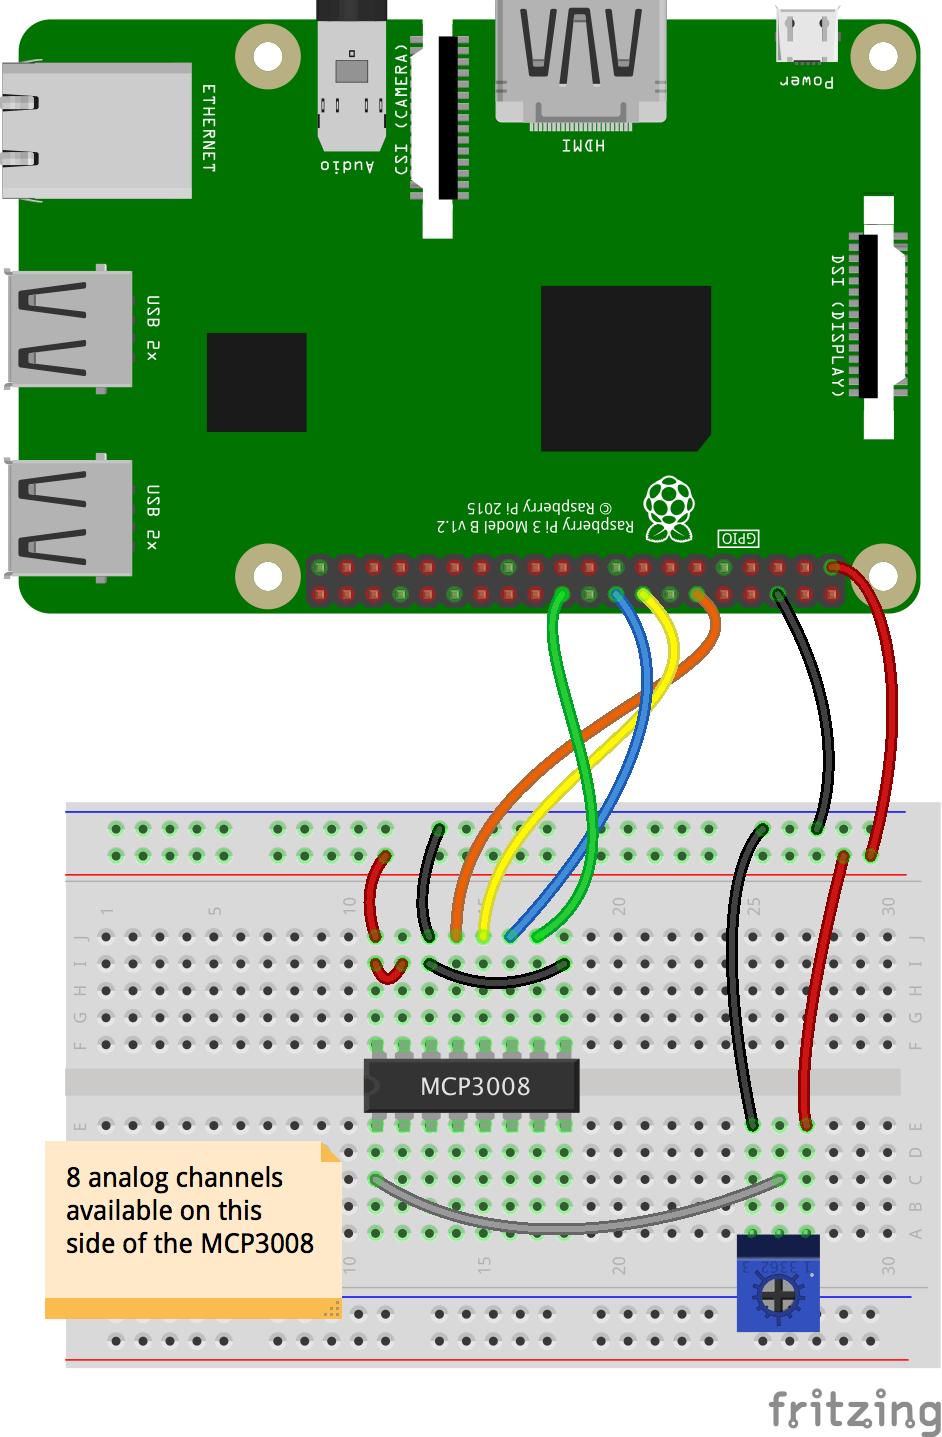 Power
ETHERNET
Audio
CSI (CAMERA)
HDMI
DSI (DISPLAY)
USB 2x
USB 2x
© Raspberry Pi 2015
Raspberry Pi 3 Model B v1.2
GPIO
1 5 10 15 20 25 30
J J
I I
H H
G G
F F
MCP3008
E E
D
C
B
A
8 analog channels
available on this
side of the MCP3008
1 3362 3
10 15 20 30
fritzing